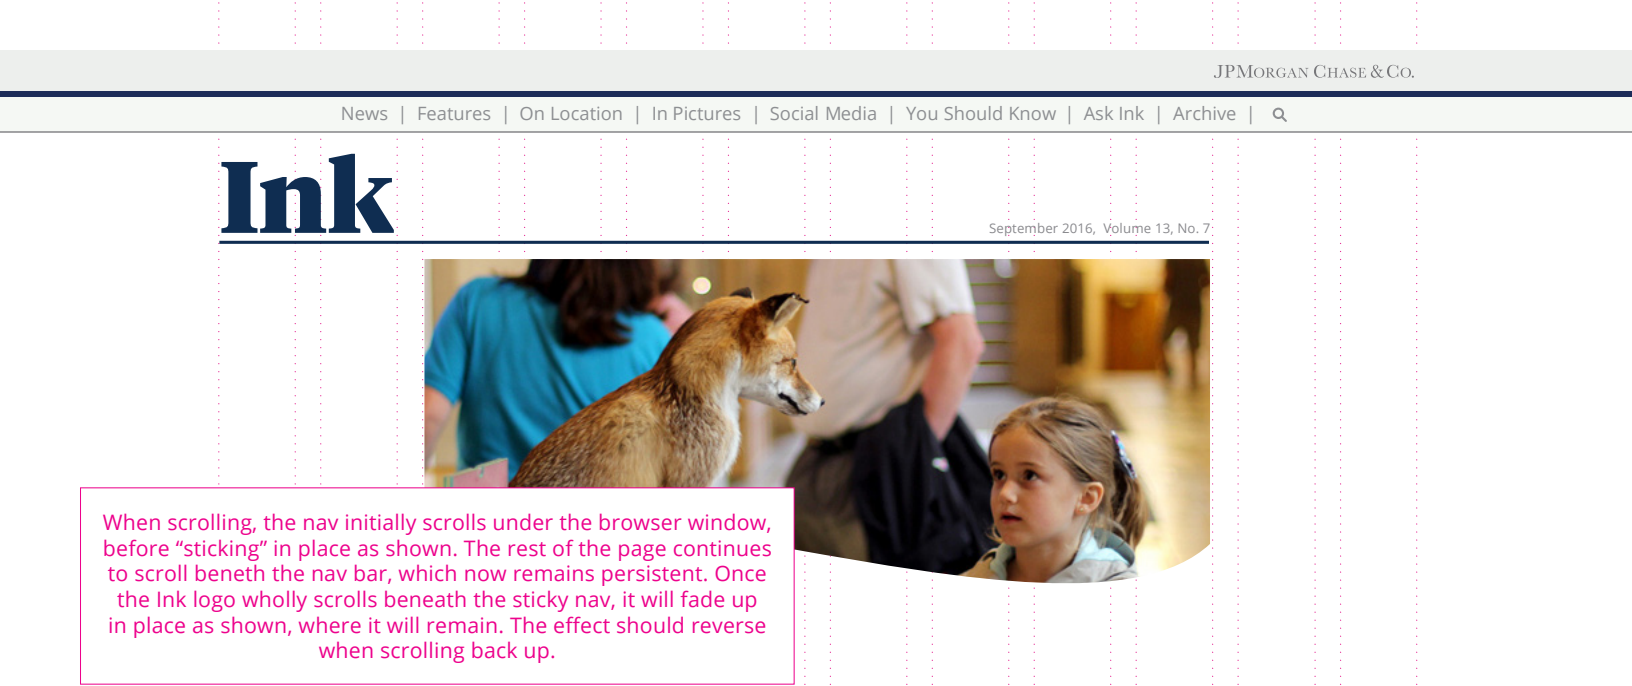 JPMORGAN CHASE & CO.
News | Features | On Location | In Pictures | Social Media | You Should Know | Ask Ink | Archive |
Ink
September 2016, Volume 13, No. 7
When scrolling, the nav initially scrolls under the browser window,
before “sticking” in place as shown. The rest of the page continues
to scroll beneth the nav bar, which now remains persistent. Once
the Ink logo wholly scrolls beneath the sticky nav, it will fade up
in place as shown, where it will remain. The effect should reverse
when scrolling back up.